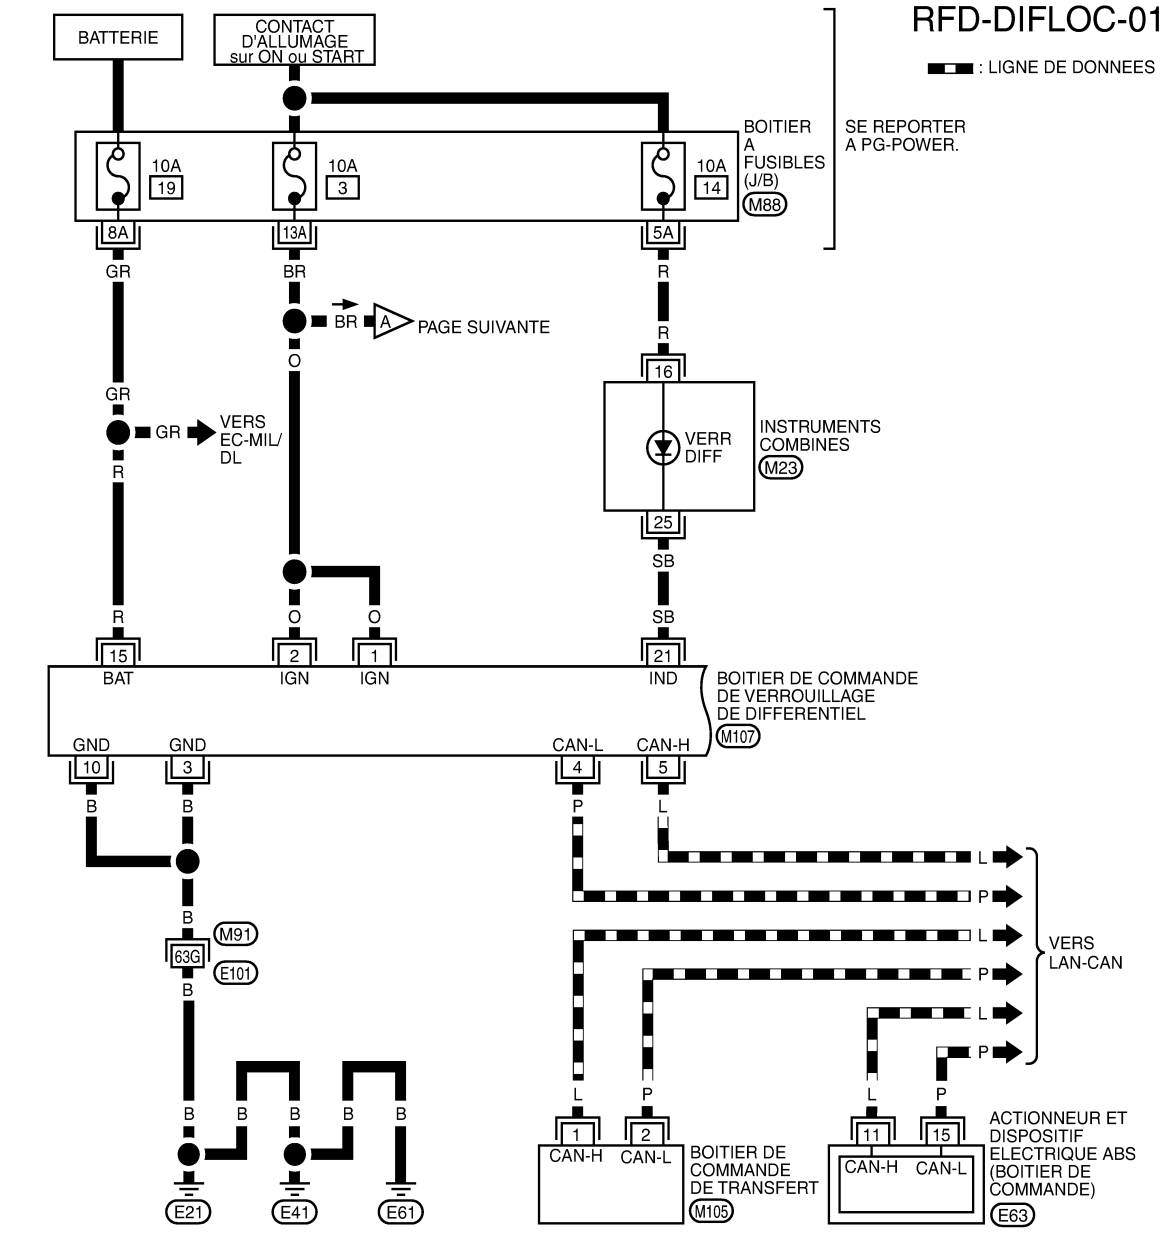 RFD-DIFLOC-01
: LIGNE DE DONNEES
BATTERIE
CONTACT
D'ALLUMAGE
sur ON ou START
10A
19
10A
3
10A
14
BOITIER
A
FUSIBLES
(J/B)
M88
SE REPORTER
A PG-POWER.
8A
13A
5A
GR
BR
R
BR
A
PAGE SUIVANTE
O
R
16
GR
GR
VERS
EC-MIL/
DL
R
VERR
DIFF
INSTRUMENTS
COMBINES
M23
25
SB
R
O
O
SB
15
2
1
21
BAT
IGN
IGN
IND
BOITIER DE COMMANDE
DE VERROUILLAGE
DE DIFFERENTIEL
M107
GND
GND
CAN-L
CAN-H
10
3
4
5
B
B
P
L
L
P
L
P
L
P
VERS
LAN-CAN
B
M91
63G
E101
B
B
B
B
B
B
L
P
L
P
1
2
11
15
CAN-H
CAN-L
CAN-H
CAN-L
BOITIER DE
COMMANDE
DE TRANSFERT
M105
ACTIONNEUR ET
DISPOSITIF
ELECTRIQUE ABS
(BOITIER DE
COMMANDE)
E63
E21
E41
E61